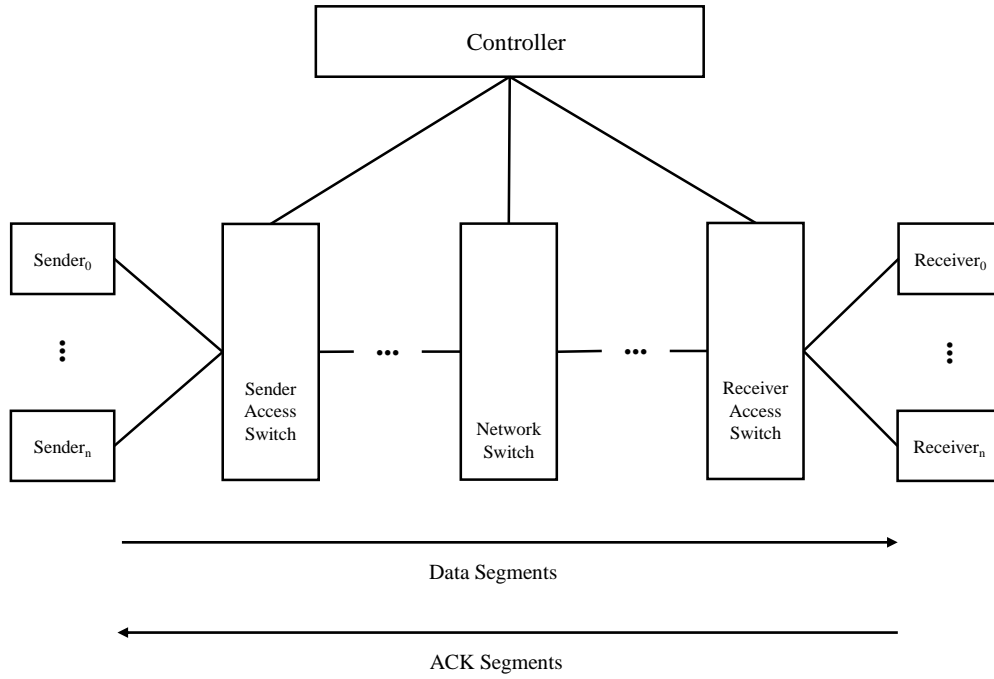 Controller
Sender₀
Receiver₀
Sender
Access
Switch
Network
Switch
Receiver
Access
Switch
Senderₙ
Receiverₙ
Data Segments
ACK Segments